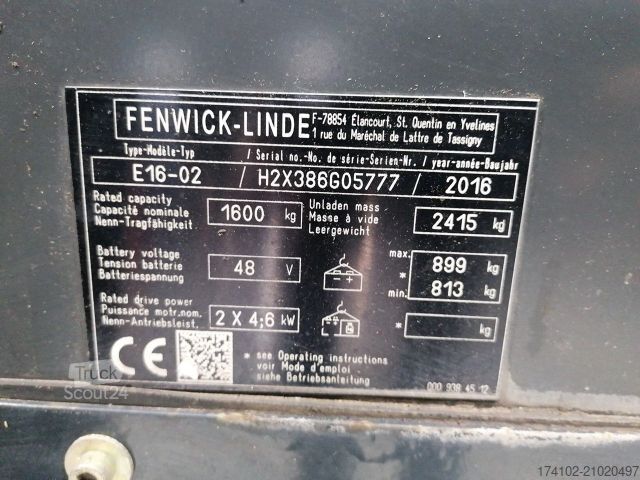 FENWICK-LINDE
F-78854 Élancourt, St. Quentin en Yvelines
1 rue du Maréchal de Lattre de Tassigny
Type-Modèle-Typ / Serial no.-No. de série-Serien-Nr. / year-année-Baujahr
E16-02 / H2X386G05777 / 2016
Rated capacity
Capacité nominale
Nenn-Tragfähigkeit
1600 kg
Unladen mass
Masse à vide
Leergewicht
2415 kg
Battery voltage
Tension batterie
Batteriespannung
48 V
- +
max. 899 kg
*
min. 813 kg
Rated drive power
Puissance motr.nom.
Nenn-Antriebsleist.
2 X 4,6 kW
* kg
CE
* see Operating instructions
voir Mode d'emploi
siehe Betriebsanleitung
000 938 45 12
Truck
Scout24
174102-21020497